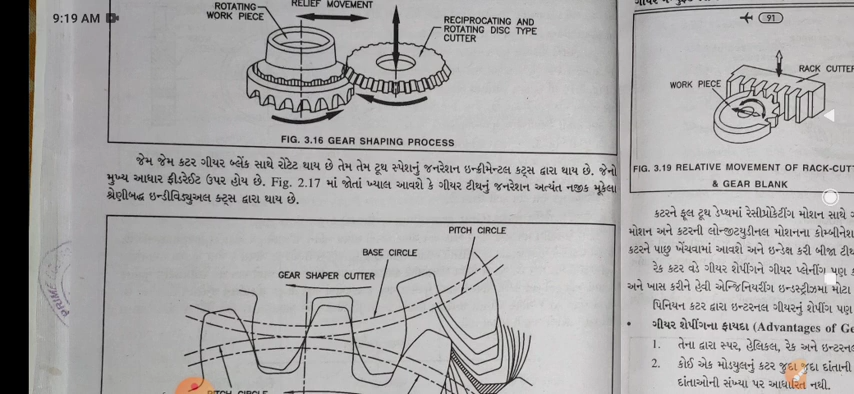 9:19 AM
ROTATING
WORK PIECE
RELIEF MOVEMENT
RECIPROCATING AND
ROTATING DISC TYPE
CUTTER
FIG. 3.16 GEAR SHAPING PROCESS
જેમ જેમ કટર ગીયર બ્લેંક સાથે રોટેટ થાય છે તેમ તેમ ટૂથ સ્પેશનું જનરેશન ઇન્ક્રીમેન્ટલ કટ્સ દ્વારા થાય છે. જેનો
મુખ્ય આધાર ફીડરેઈટ ઉપર હોય છે. Fig. 2.17 માં જોતાં ખ્યાલ આવશે કે ગીયર ટીથનું જનરેશન અત્યંત નજીક મૂકેલા
શ્રેણીબદ્ધ ઇન્ડીવિડ્યુઅલ કટ્સ દ્વારા થાય છે.
PITCH CIRCLE
BASE CIRCLE
GEAR SHAPER CUTTER
PITCH CIRCLE
91
RACK CUTTER
WORK PIECE
FIG. 3.19 RELATIVE MOVEMENT OF RACK-CUT
& GEAR BLANK
કટરને ફૂલ ટૂથ ડેપ્થમાં રેસીપ્રોકેટીંગ મોશન સાથે
મોશન અને કટરની લોન્જીટ્યુડીનલ મોશનના કોમ્બીનેશ
કટરને પાછુ ખેંચવામાં આવશે અને ઇન્ડેક્ષ કરી બીજા ટીથ
રેક કટર વડે ગીયર શેપીંગને ગીયર પ્લેનીંગ પણ
અને ખાસ કરીને હેવી એન્જિનિયરીંગ ઇન્ડસ્ટ્રીઝમાં મોટા
પિનિયન કટર દ્વારા ઇન્ટરનલ ગીયરનું શેપીંગ પણ
• ગીયર શેપીંગના ફાયદા (Advantages of Ge
1. તેના દ્વારા સ્પર, હેલિકલ, રેક અને ઇન્ટરન
2. કોઈ એક મોડ્યુલનું કટર જુદા જુદા દાંતાની
દાંતાઓની સંખ્યા પર આધારિત નથી.